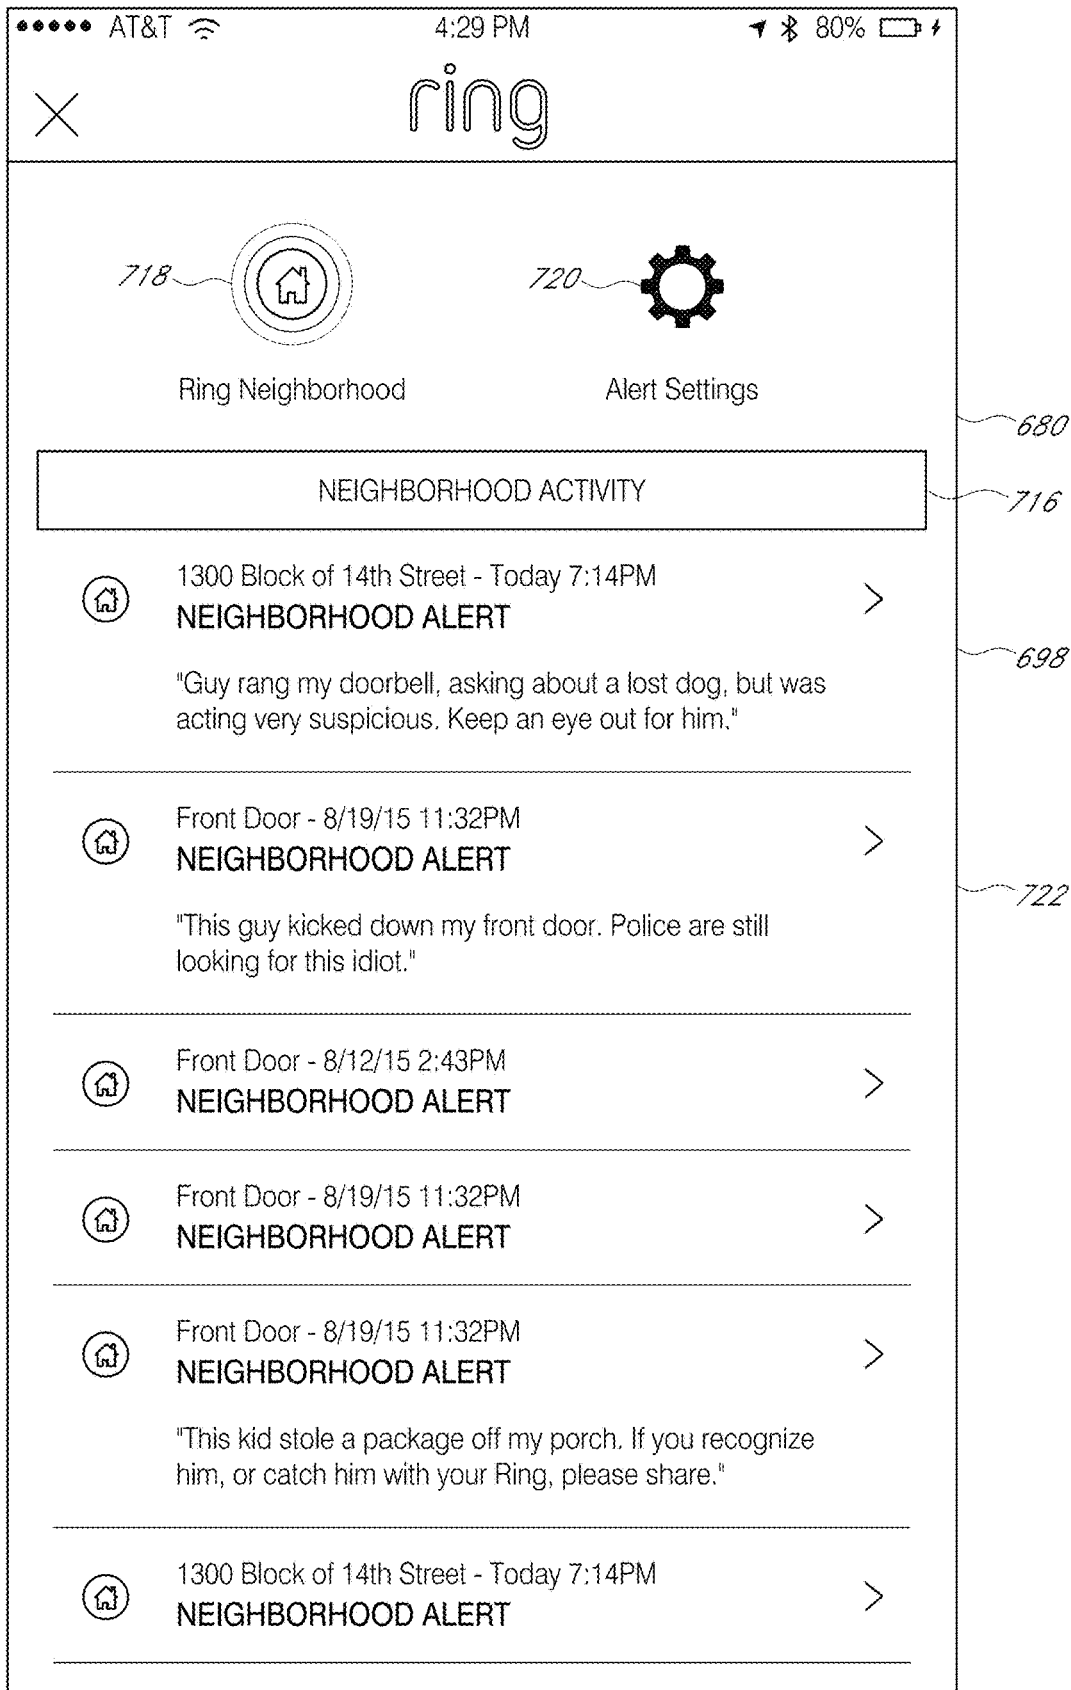 AT&T 4:29 PM 80%
ring
718 720
Ring Neighborhood Alert Settings
680
NEIGHBORHOOD ACTIVITY
716
1300 Block of 14th Street - Today 7:14PM
NEIGHBORHOOD ALERT
698
"Guy rang my doorbell, asking about a lost dog, but was
acting very suspicious. Keep an eye out for him."
Front Door - 8/19/15 11:32PM
NEIGHBORHOOD ALERT
722
"This guy kicked down my front door. Police are still
looking for this idiot."
Front Door - 8/12/15 2:43PM
NEIGHBORHOOD ALERT
Front Door - 8/19/15 11:32PM
NEIGHBORHOOD ALERT
Front Door - 8/19/15 11:32PM
NEIGHBORHOOD ALERT
"This kid stole a package off my porch. If you recognize
him, or catch him with your Ring, please share."
1300 Block of 14th Street - Today 7:14PM
NEIGHBORHOOD ALERT